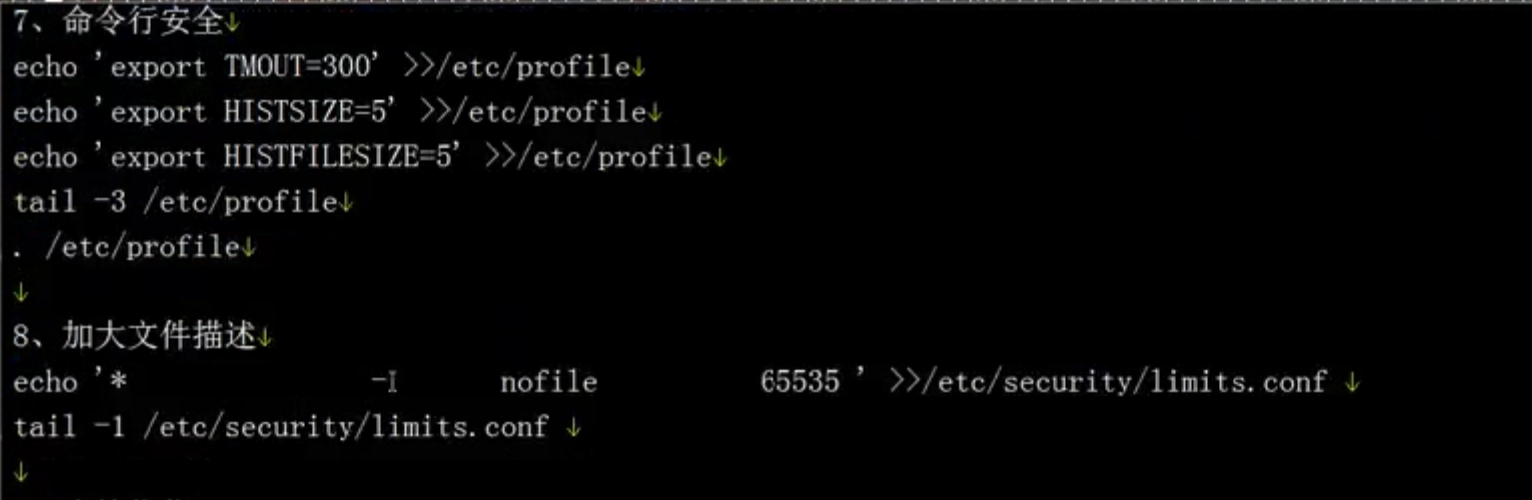 7、命令行安全↓
echo 'export TMOUT=300' >>/etc/profile↓
echo 'export HISTSIZE=5' >>/etc/profile↓
echo 'export HISTFILESIZE=5' >>/etc/profile↓
tail -3 /etc/profile↓
. /etc/profile↓
↓
8、加大文件描述↓
echo '* - nofile 65535 ' >>/etc/security/limits.conf ↓
tail -1 /etc/security/limits.conf ↓
↓